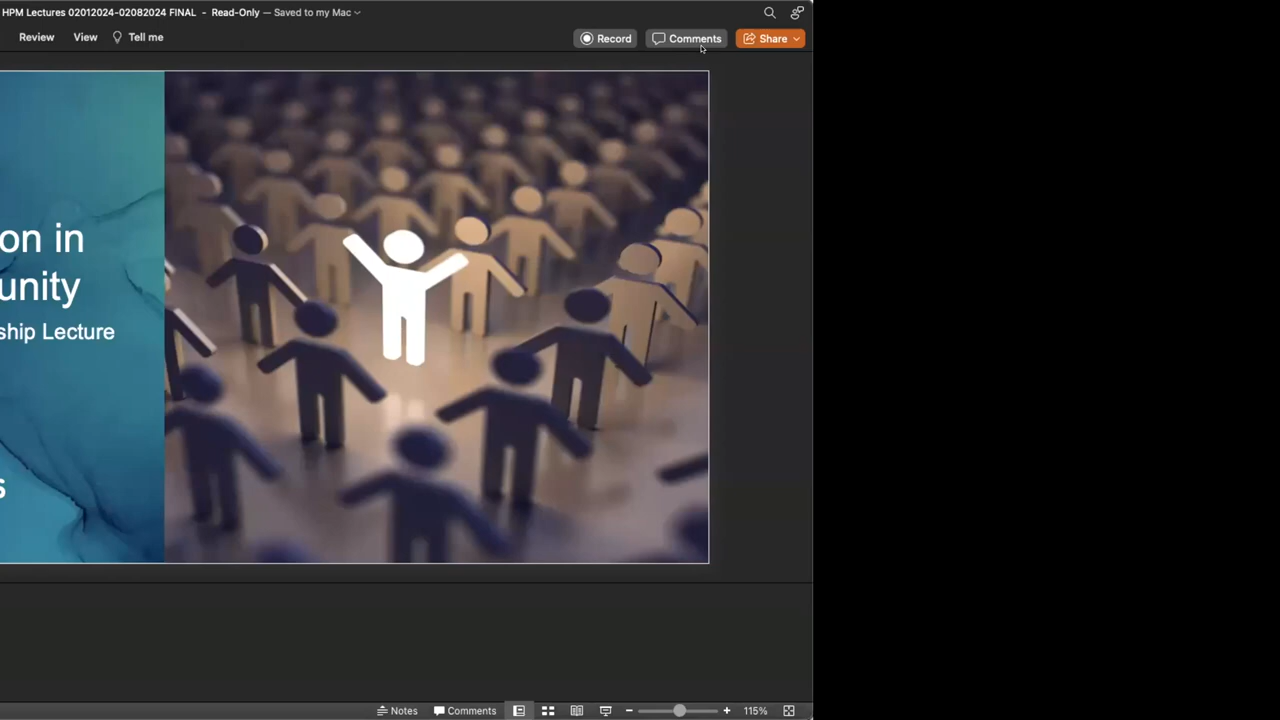 HPM Lectures 02012024-02082024 FINAL - Read-Only — Saved to my Mac
Review View Tell me Record Comments Share
on in
unity
ship Lecture
s
Notes Comments 115%